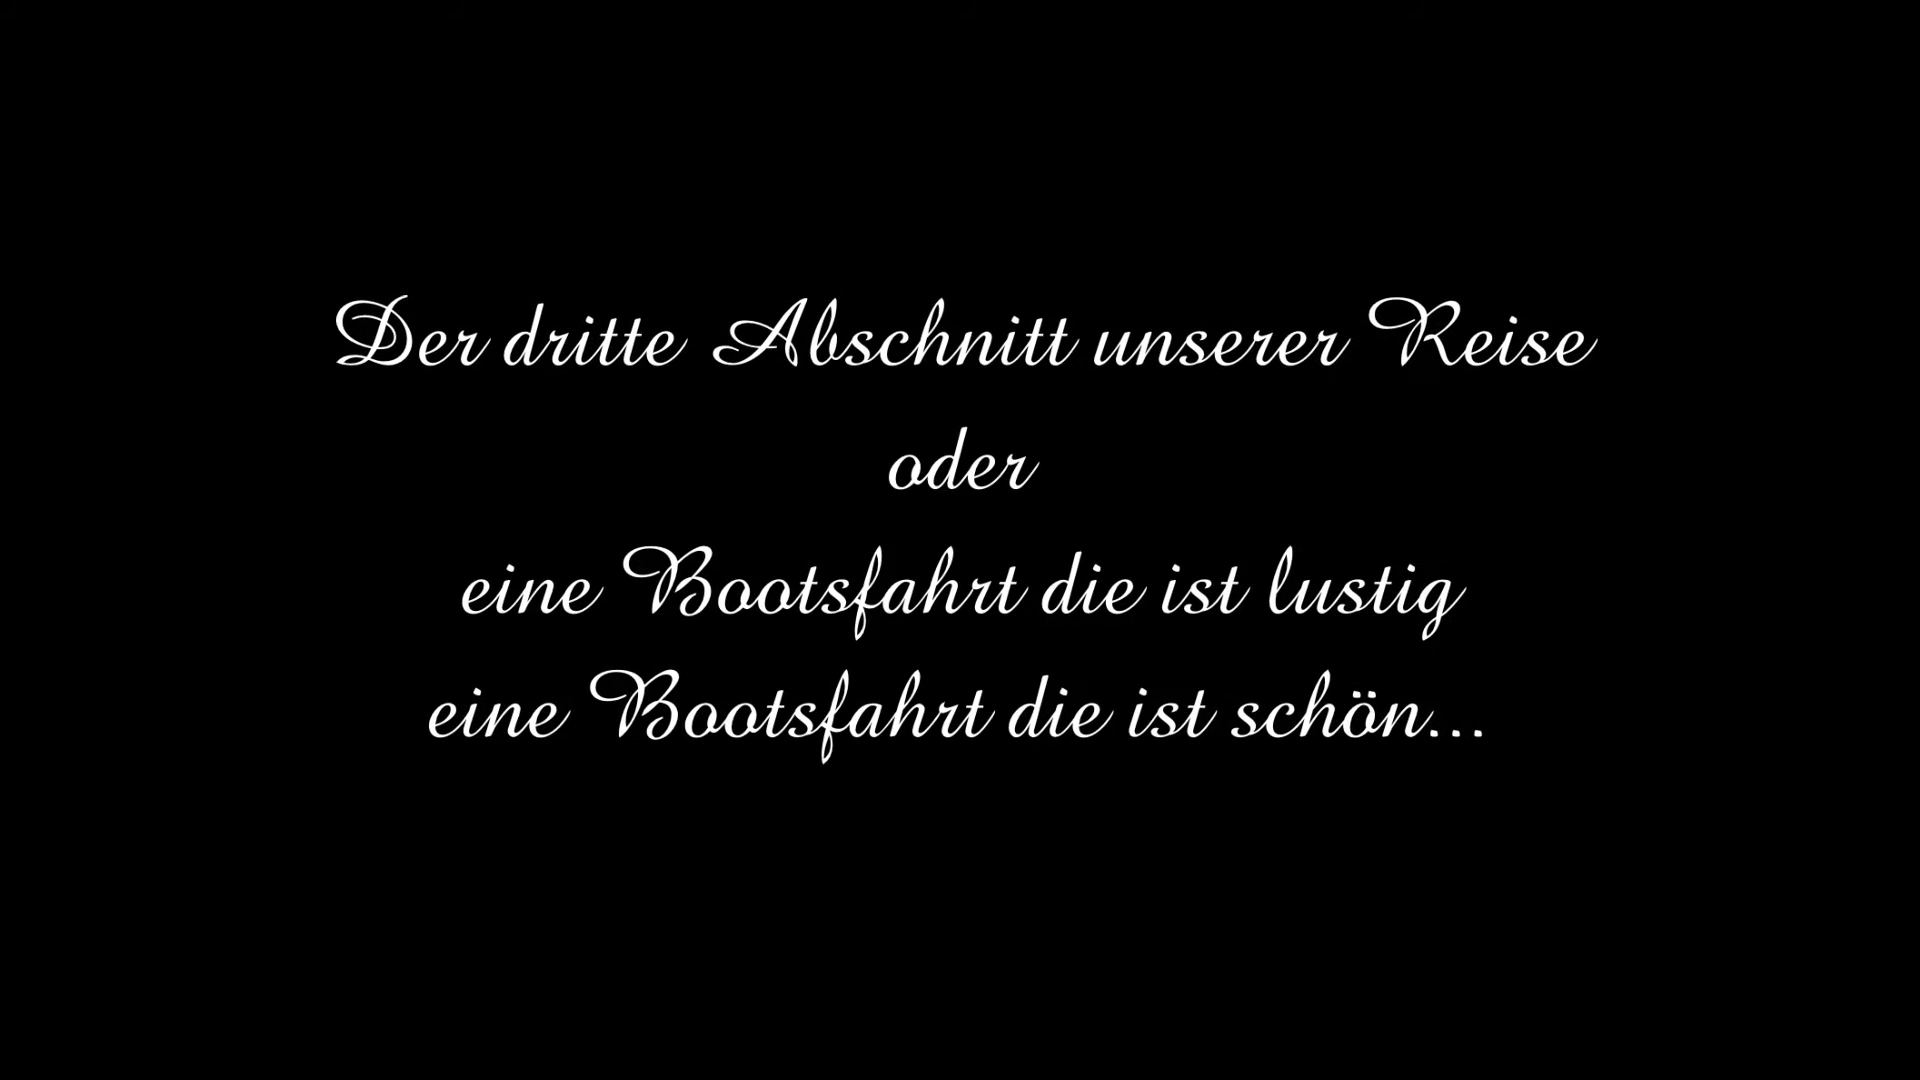 Der dritte Abschnitt unserer Reise
oder
eine Bootsfahrt die ist lustig
eine Bootsfahrt die ist schön...